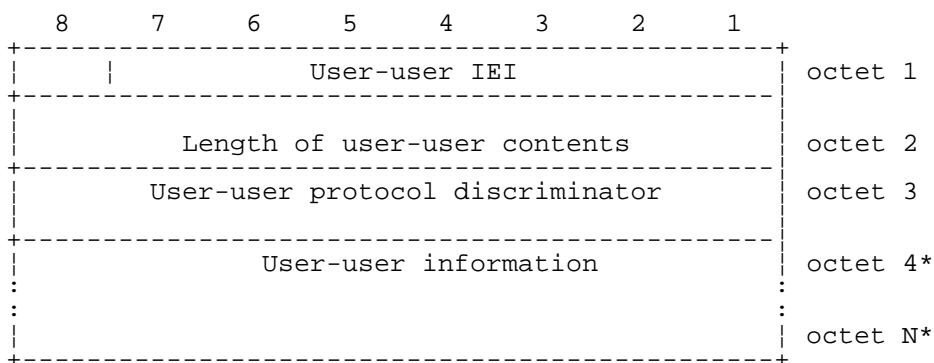 8 7 6 5 4 3 2 1
User-user IEI octet 1
Length of user-user contents octet 2
User-user protocol discriminator octet 3
User-user information octet 4*
octet N*